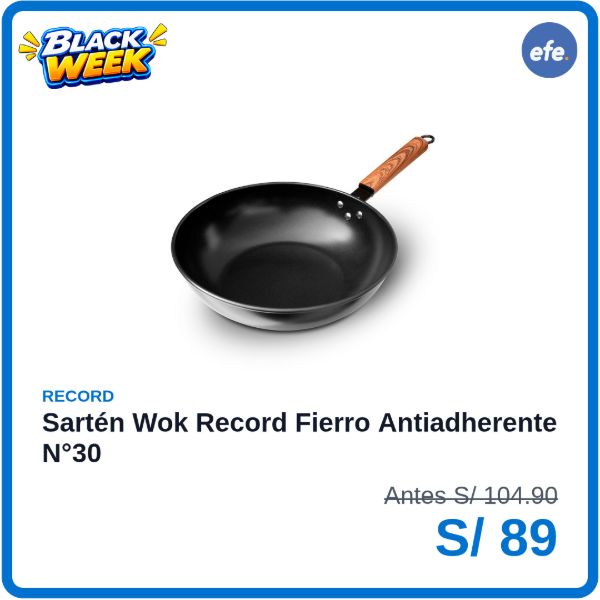 BLACK
WEEK
efe.
RECORD
Sartén Wok Record Fierro Antiadherente
N°30
Antes S/ 104.90
S/ 89